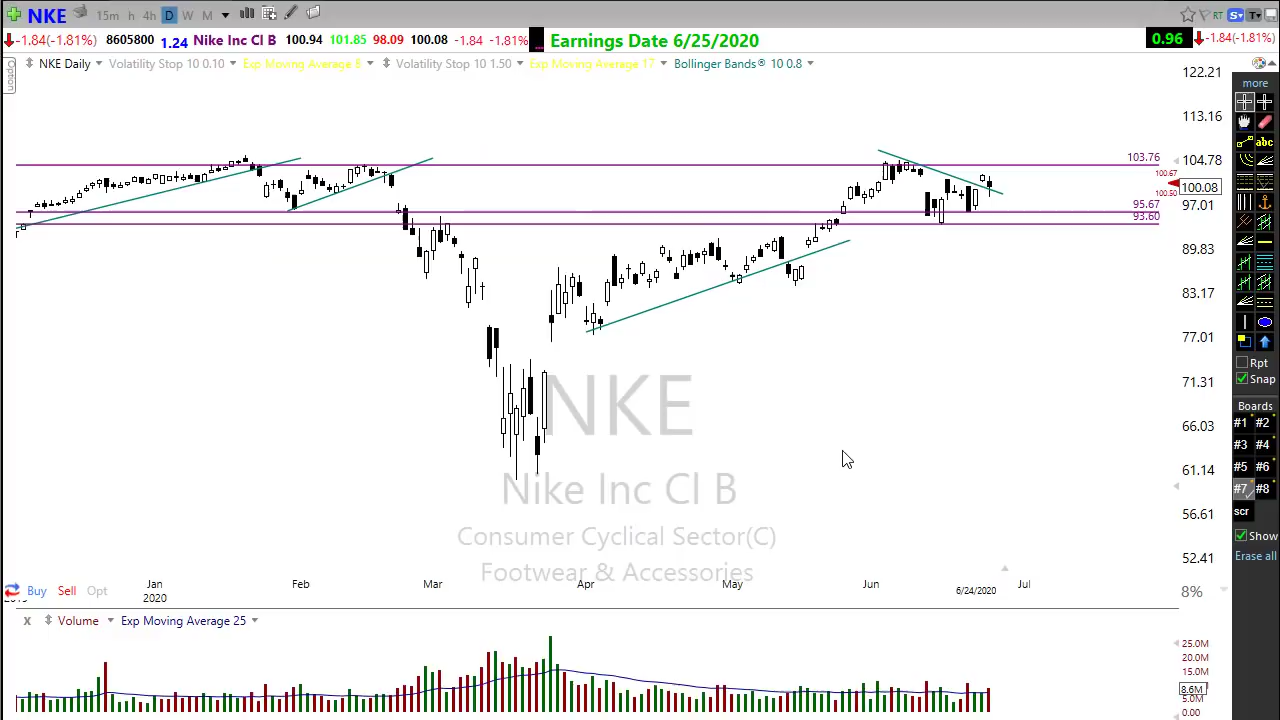 NKE 15m h 4h D W M RT S T
-1.84(-1.81%) 8605800 1.24 Nike Inc Cl B 100.94 101.85 98.09 100.08 -1.84 -1.81% Earnings Date 6/25/2020 0.96 -1.84(-1.81%)
Option
NKE Daily Volatility Stop 10 0.10 Exp Moving Average 8 Volatility Stop 10 1.50 Exp Moving Average 17 Bollinger Bands® 10 0.8
122.21
more
113.16
abc
103.76
104.78
100.67
100.08
100.50
95.67
97.01
93.60
89.83
83.17
77.01
Rpt
71.31
Snap
NKE
Boards
66.03
#1 #2
#3 #4
61.14
#5 #6
Nike Inc Cl B
#7 #8
56.61
scr
Consumer Cyclical Sector(C)
Show
52.41
Erase all
Footwear & Accessories
Jan Feb Mar Apr May Jun Jul
Buy Sell Opt
2020 6/24/2020
8%
x Volume Exp Moving Average 25
25.0M
20.0M
15.0M
8.6M
5.0M
0.00